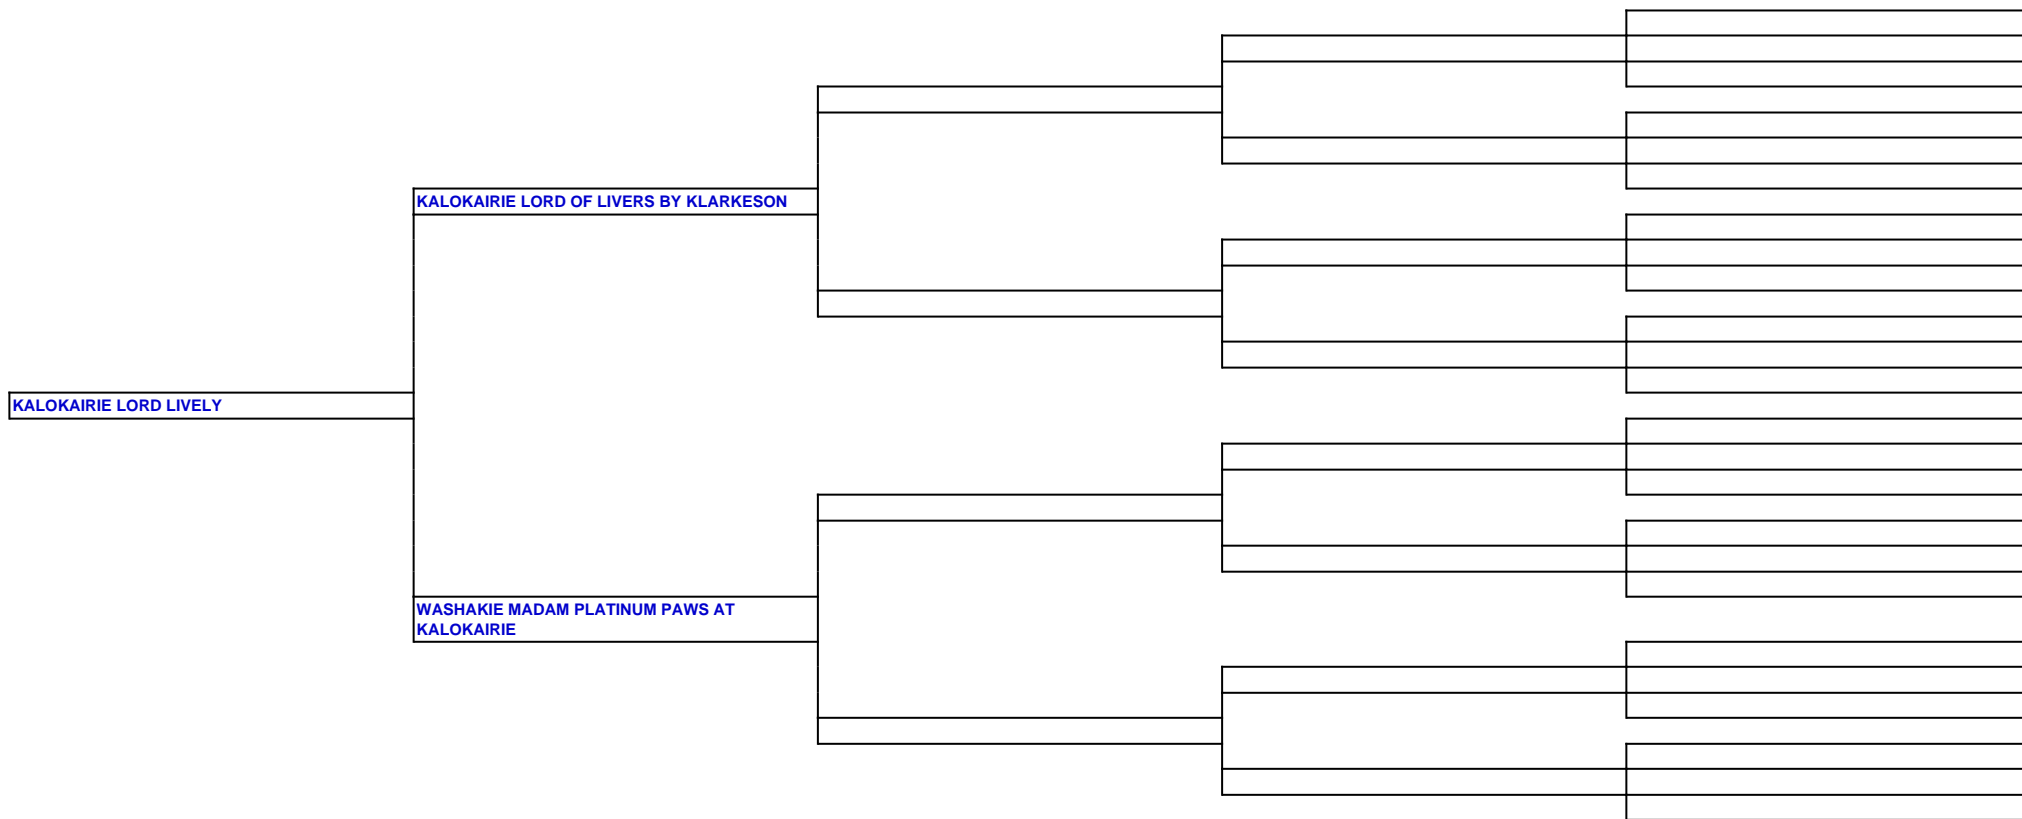 KALOKAIRIE LORD OF LIVERS BY KLARKESON
KALOKAIRIE LORD LIVELY
WASHAKIE MADAM PLATINUM PAWS AT
KALOKAIRIE